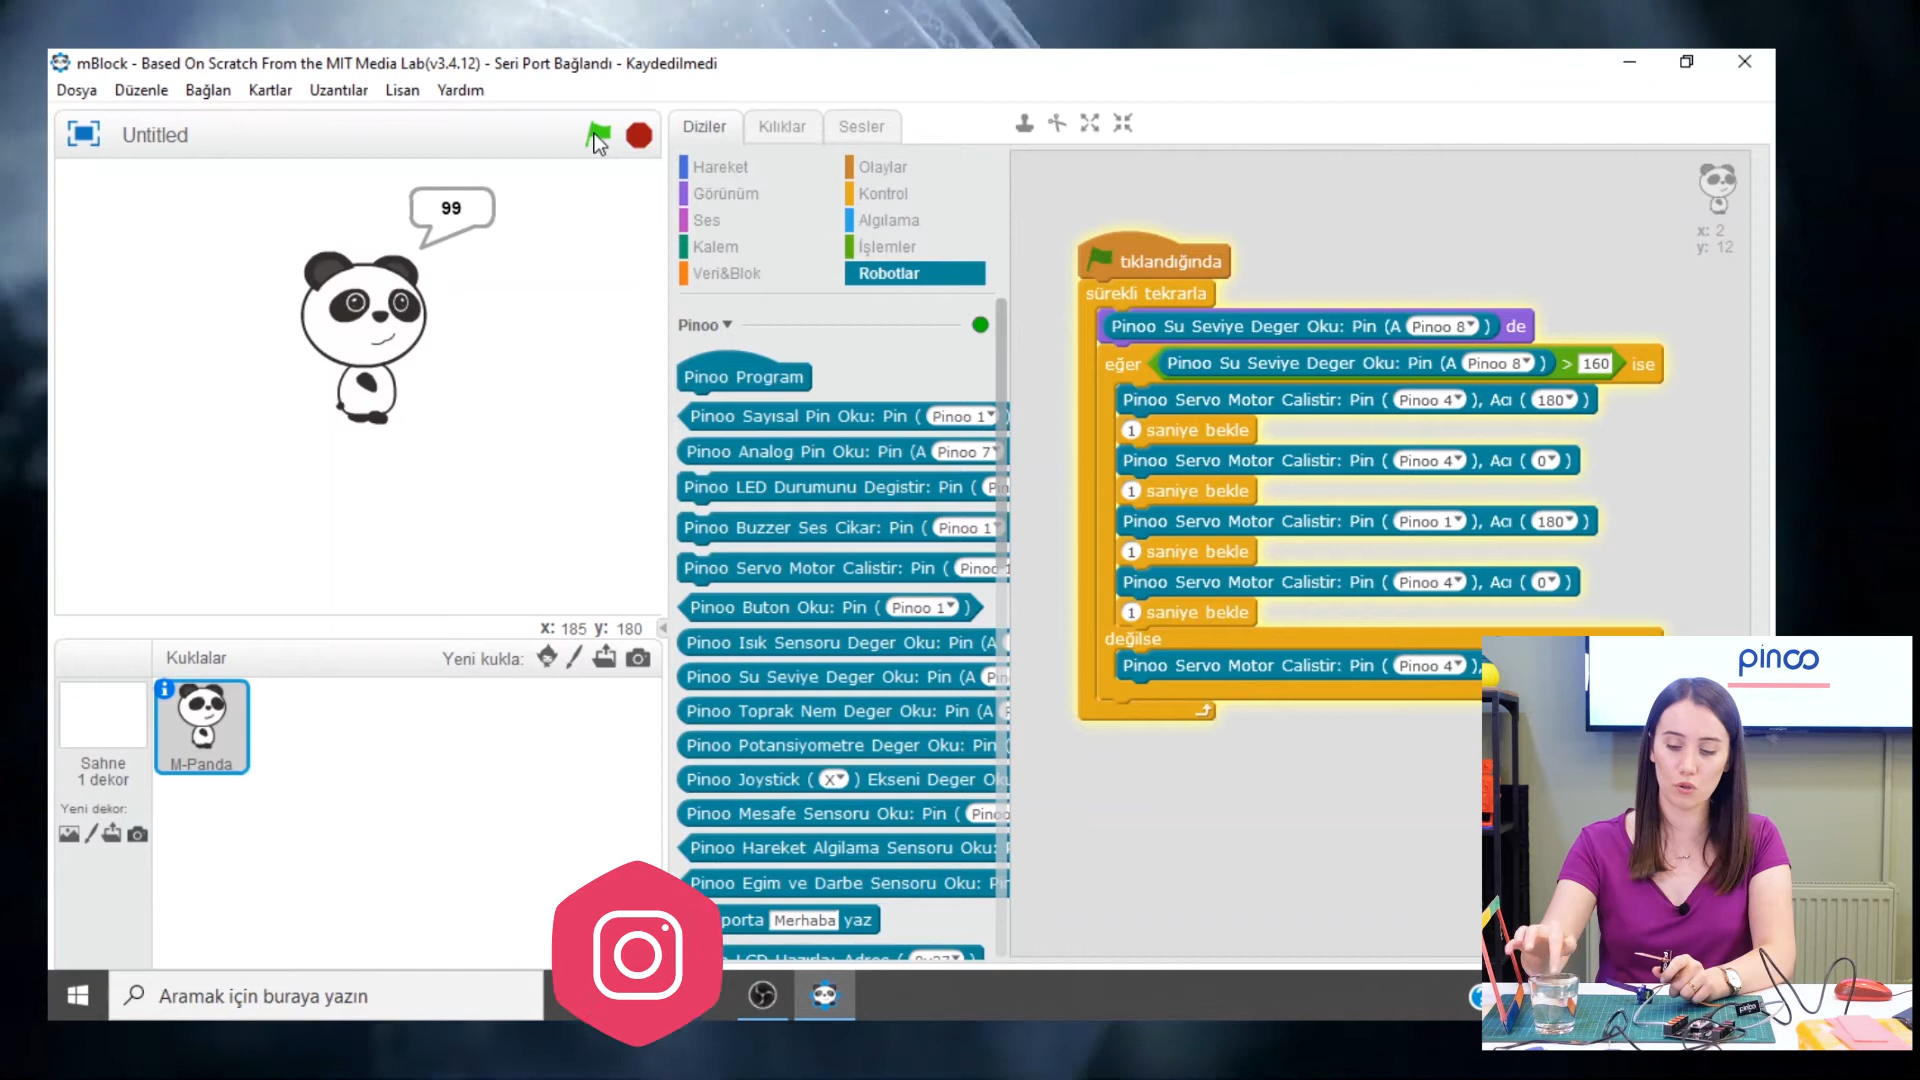 mBlock - Based On Scratch From the MIT Media Lab(v3.4.12) - Seri Port Bağlandı - Kaydedilmedi
Dosya Düzenle Bağlan Kartlar Uzantılar Lisan Yardım
Untitled
99
x: 185 y: 180
Kuklalar
Yeni kukla:
Sahne
1 dekor
Yeni dekor:
M-Panda
Diziler Kılıklar Sesler
Hareket Olaylar
Görünüm Kontrol
Ses Algılama
Kalem İşlemler
Veri&Blok Robotlar
Pinoo
Pinoo Program
Pinoo Sayısal Pin Oku: Pin ( Pinoo 1 )
Pinoo Analog Pin Oku: Pin (A Pinoo 7
Pinoo LED Durumunu Degistir: Pin (
Pinoo Buzzer Ses Cikar: Pin ( Pinoo 1
Pinoo Servo Motor Calistir: Pin ( Pinoo 1
Pinoo Buton Oku: Pin ( Pinoo 1 )
Pinoo Isık Sensoru Deger Oku: Pin (A
Pinoo Su Seviye Deger Oku: Pin (A
Pinoo Toprak Nem Deger Oku: Pin (A
Pinoo Potansiyometre Deger Oku: Pin
Pinoo Joystick ( X ) Ekseni Deger
Pinoo Mesafe Sensoru Oku: Pin (
Pinoo Hareket Algilama Sensoru Oku:
Pinoo Egim ve Darbe Sensoru Oku:
porta Merhaba yaz
LCD Hazırla: Adres ( 0x27 )
x: 2
y: 12
tıklandığında
sürekli tekrarla
Pinoo Su Seviye Deger Oku: Pin (A Pinoo 8 ) de
eğer Pinoo Su Seviye Deger Oku: Pin (A Pinoo 8 ) > 160 ise
Pinoo Servo Motor Calistir: Pin ( Pinoo 4 ), Acı ( 180 )
1 saniye bekle
Pinoo Servo Motor Calistir: Pin ( Pinoo 4 ), Acı ( 0 )
1 saniye bekle
Pinoo Servo Motor Calistir: Pin ( Pinoo 1 ), Acı ( 180 )
1 saniye bekle
Pinoo Servo Motor Calistir: Pin ( Pinoo 4 ), Acı ( 0 )
1 saniye bekle
değilse
Pinoo Servo Motor Calistir: Pin ( Pinoo 4 ),
pinoo
Aramak için buraya yazın